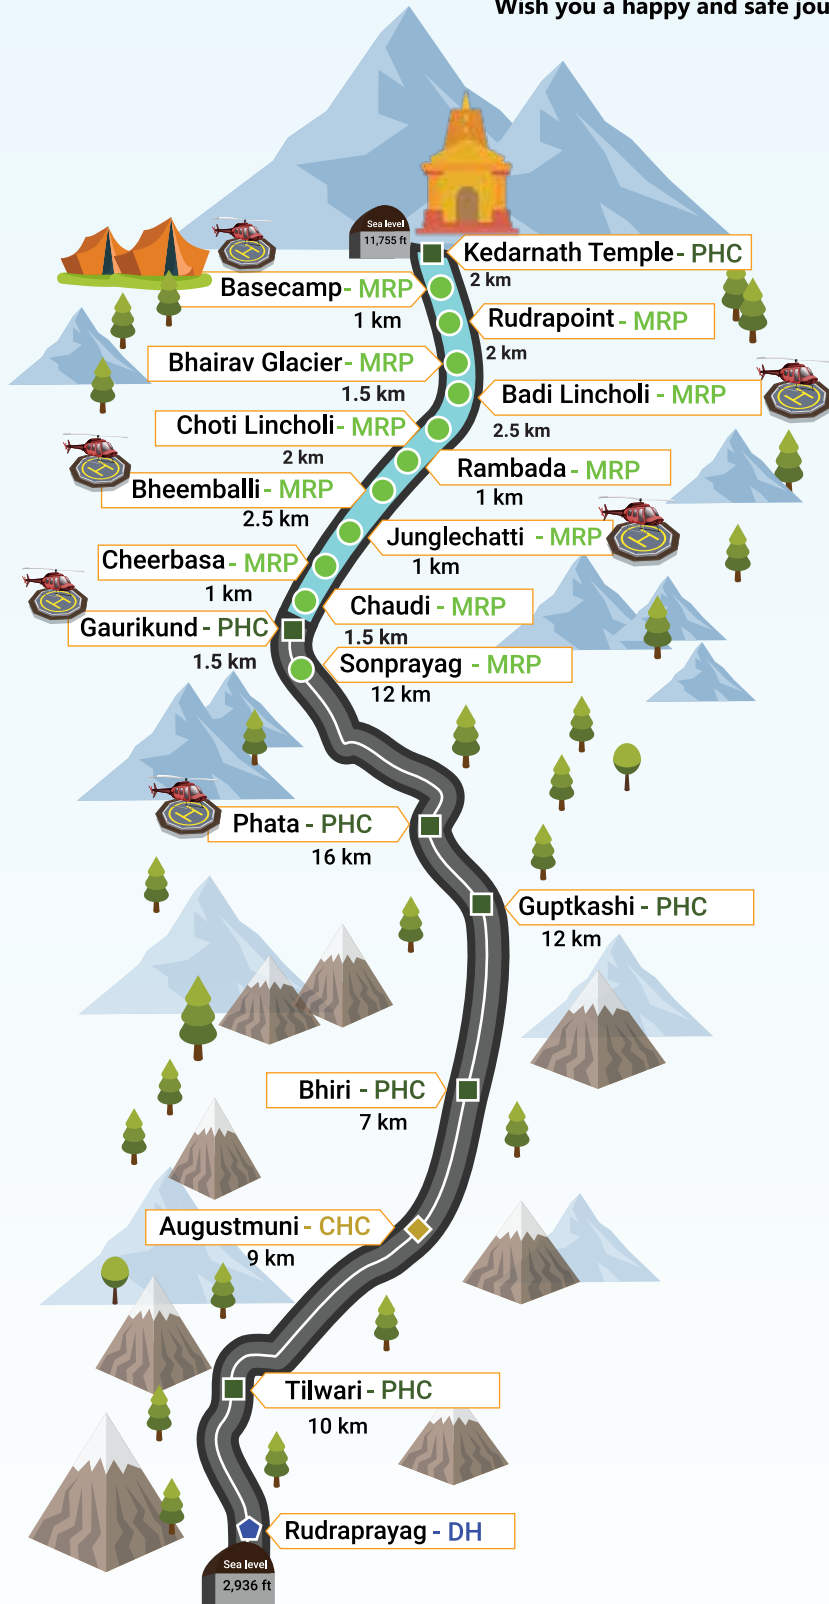 Wish you a happy and safe jou
Sea level
11,755 ft
Kedarnath Temple - PHC
2 km
Basecamp - MRP
1 km
Rudrapoint - MRP
2 km
Bhairav Glacier - MRP
1.5 km
Badi Lincholi - MRP
2.5 km
Choti Lincholi - MRP
2 km
Rambada - MRP
1 km
Bheemballi - MRP
2.5 km
Junglechatti - MRP
1 km
Cheerbasa - MRP
1 km
Chaudi - MRP
1.5 km
Gaurikund - PHC
1.5 km
Sonprayag - MRP
12 km
Phata - PHC
16 km
Guptkashi - PHC
12 km
Bhiri - PHC
7 km
Augustmuni - CHC
9 km
Tilwari - PHC
10 km
Rudraprayag - DH
Sea level
2,936 ft